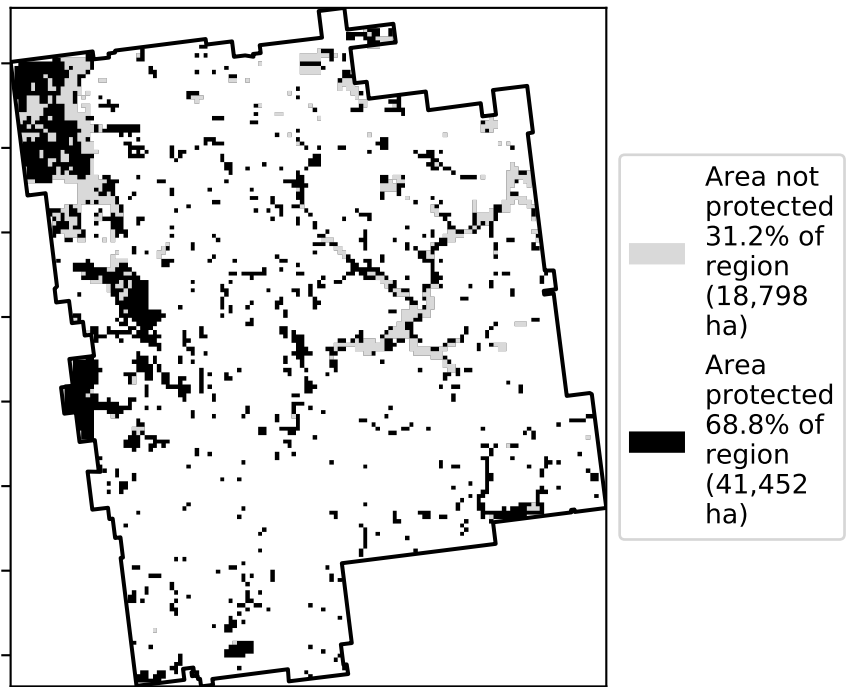 Area not
protected
31.2% of
region
(18,798
ha)
Area
protected
68.8% of
region
(41,452
ha)